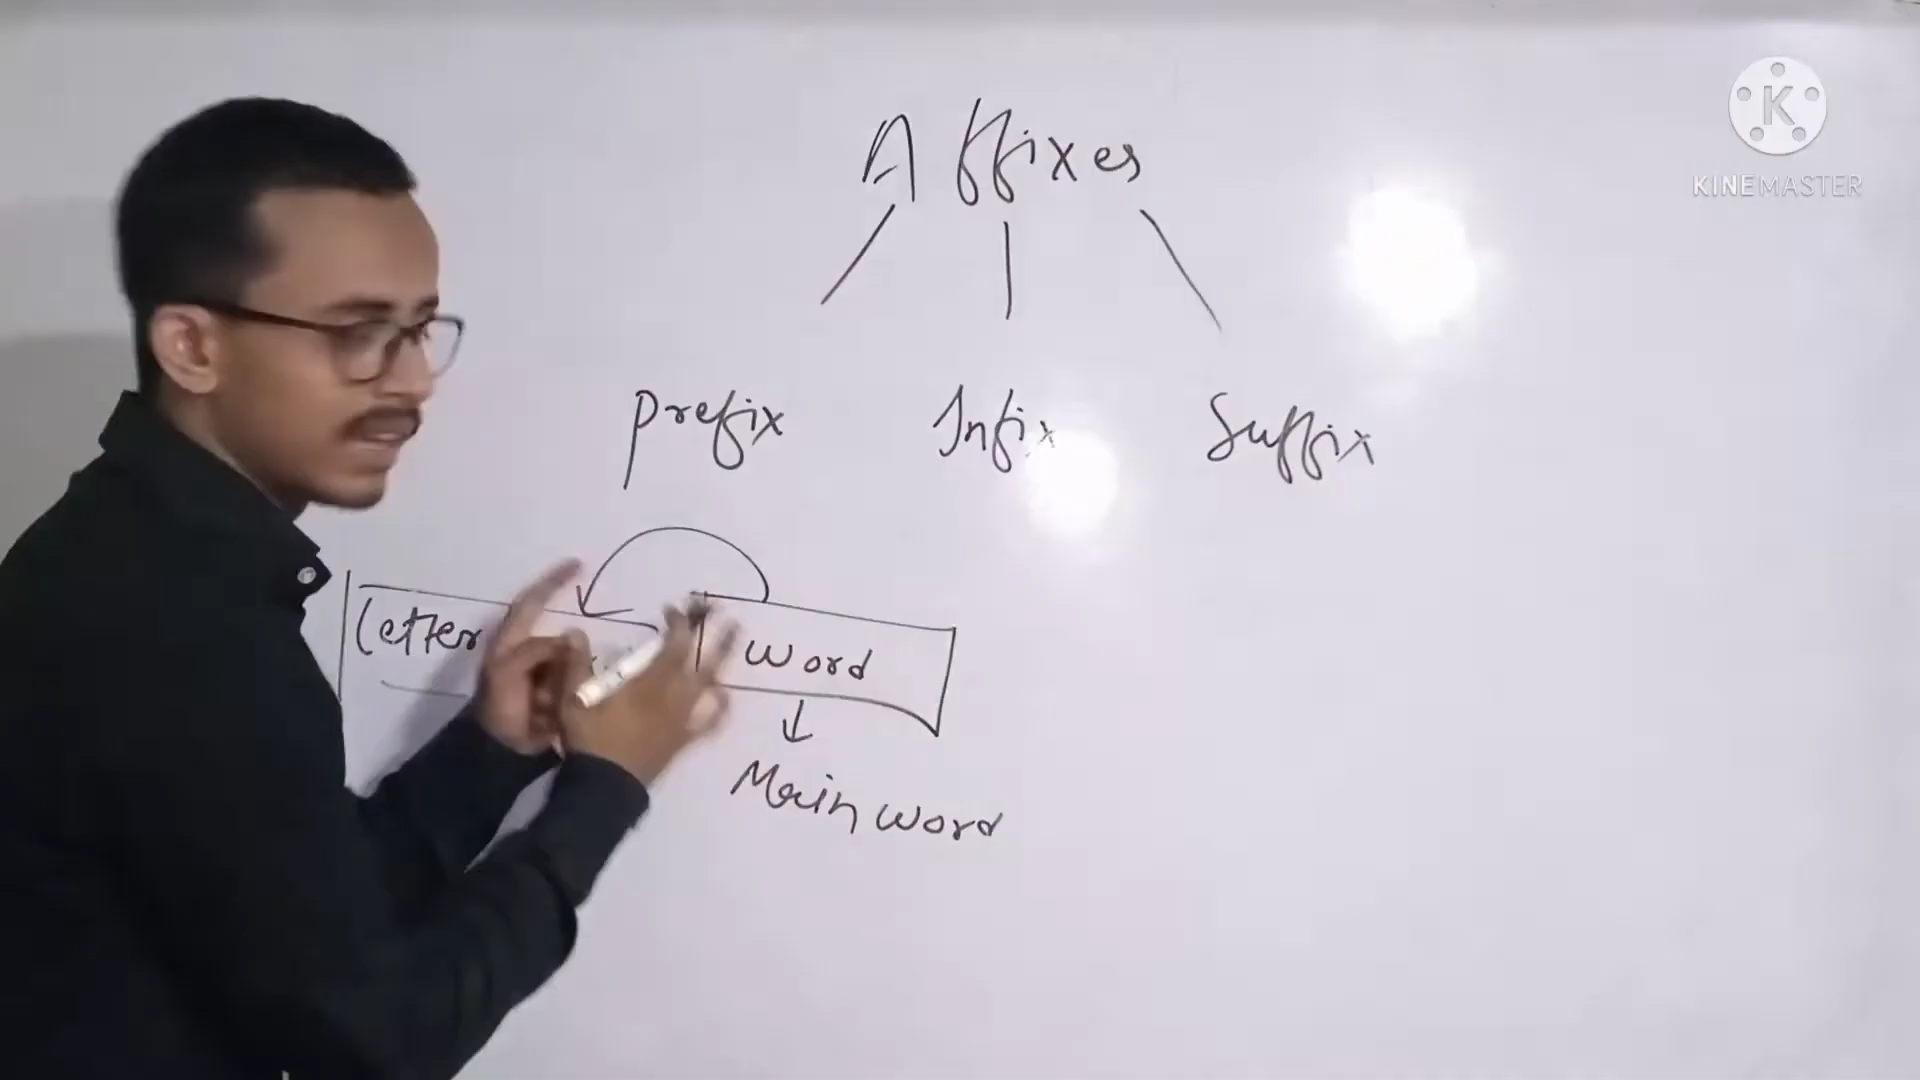 Affixes
KINEMASTER
Prefix Infix Suffix
Letter
word
Main word